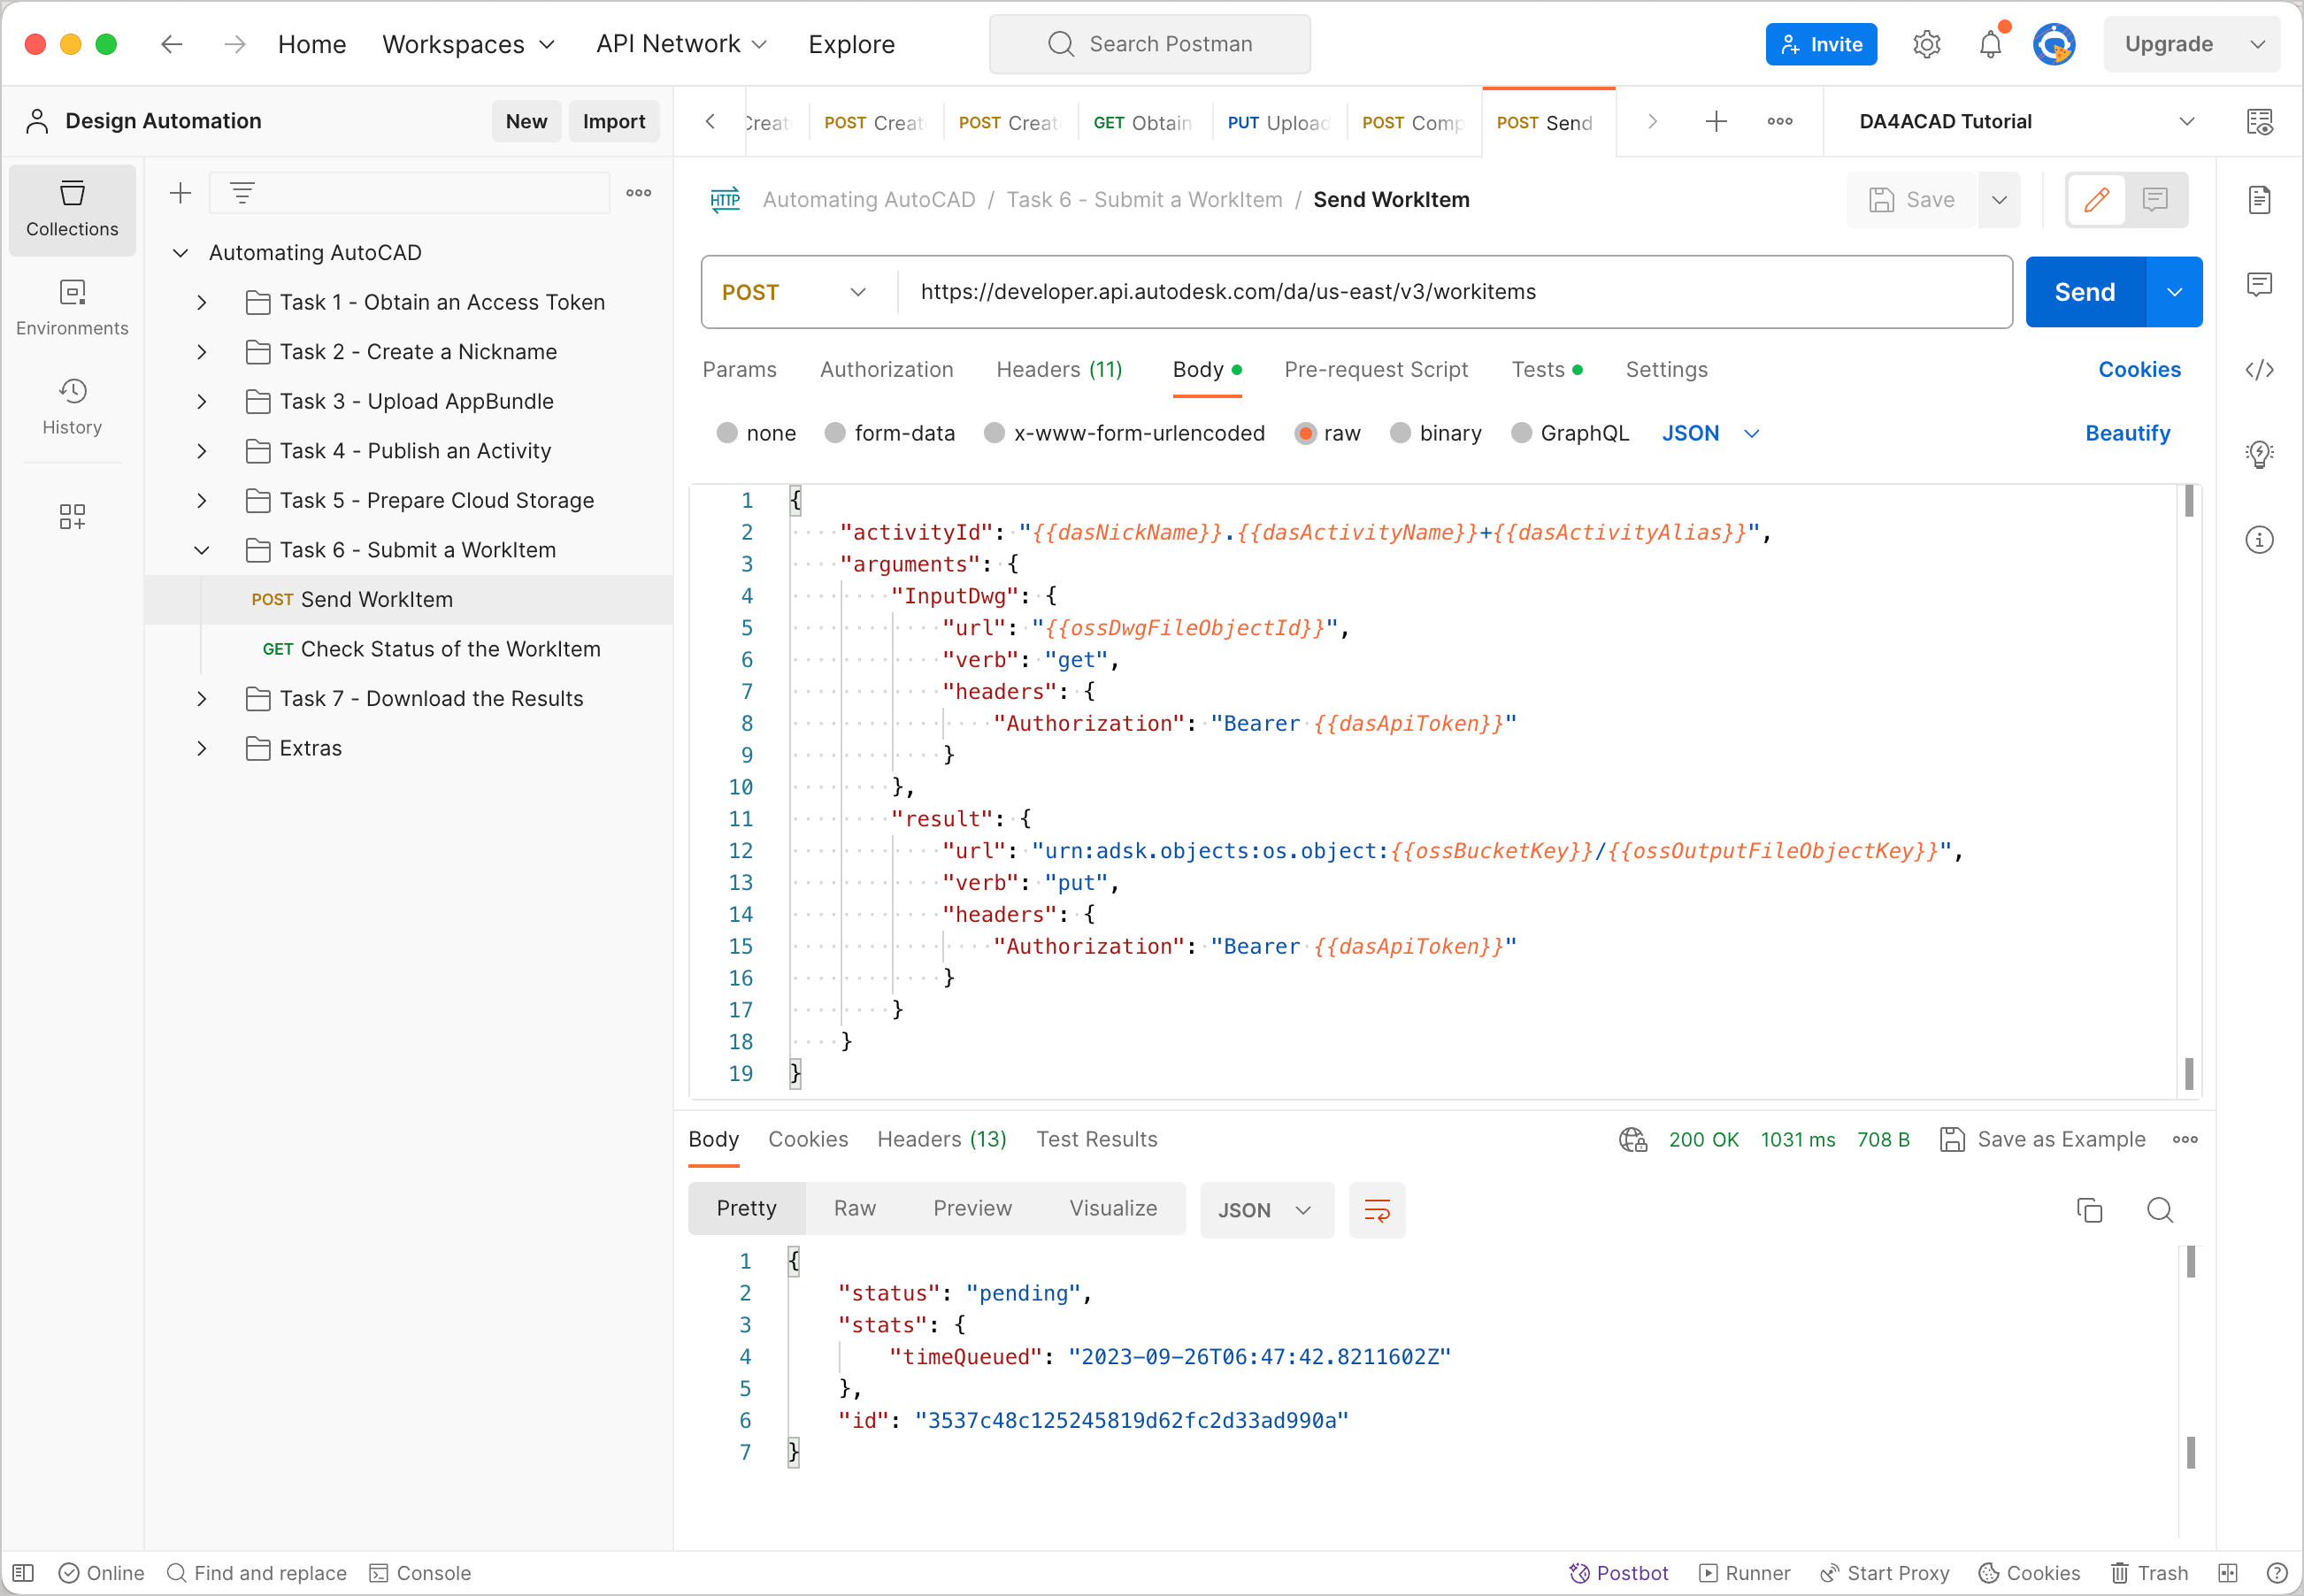 Home Workspaces API Network Explore Search Postman Invite Upgrade
Design Automation New Import
POST Creat POST Creat GET Obtain PUT Upload POST Comp POST Send DA4ACAD Tutorial
Collections
Environments
History
Automating AutoCAD
Task 1 - Obtain an Access Token
Task 2 - Create a Nickname
Task 3 - Upload AppBundle
Task 4 - Publish an Activity
Task 5 - Prepare Cloud Storage
Task 6 - Submit a WorkItem
POST Send WorkItem
GET Check Status of the WorkItem
Task 7 - Download the Results
Extras
HTTP Automating AutoCAD / Task 6 - Submit a WorkItem / Send WorkItem Save
POST https://developer.api.autodesk.com/da/us-east/v3/workitems Send
Params Authorization Headers (11) Body Pre-request Script Tests Settings Cookies
none form-data x-www-form-urlencoded raw binary GraphQL JSON Beautify
1 {
2 "activityId": "{{dasNickName}}.{{dasActivityName}}+{{dasActivityAlias}}",
3 "arguments": {
4 "InputDwg": {
5 "url": "{{ossDwgFileObjectId}}",
6 "verb": "get",
7 "headers": {
8 "Authorization": "Bearer {{dasApiToken}}"
9 }
10 },
11 "result": {
12 "url": "urn:adsk.objects:os.object:{{ossBucketKey}}/{{ossOutputFileObjectKey}}",
13 "verb": "put",
14 "headers": {
15 "Authorization": "Bearer {{dasApiToken}}"
16 }
17 }
18 }
19 }
Body Cookies Headers (13) Test Results 200 OK 1031 ms 708 B Save as Example
Pretty Raw Preview Visualize JSON
1 {
2 "status": "pending",
3 "stats": {
4 "timeQueued": "2023-09-26T06:47:42.8211602Z"
5 },
6 "id": "3537c48c125245819d62fc2d33ad990a"
7 }
Online Find and replace Console Postbot Runner Start Proxy Cookies Trash